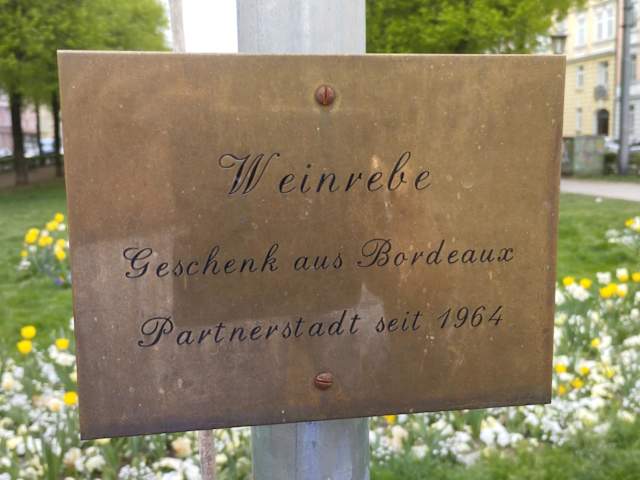 Weinrebe
Geschenk aus Bordeaux
Partnerstadt seit 1964